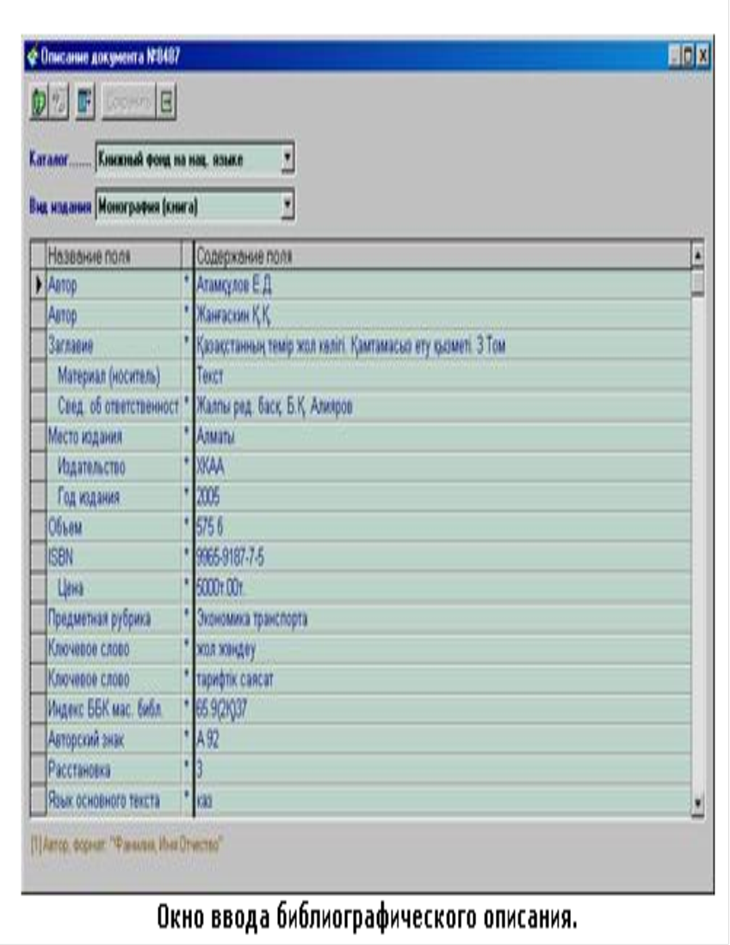 Описание документа №8487
Сохранить
Каталог...... Книжный фонд на нац. языке
Вид издания Монография (книга)
Название поля Содержание поля
Автор * Атамқұлов Е.Д.
Автор * Жанғаскин Қ.Қ.
Заглавие * Қазақстанның темір жол көлігі. Қамтамасыз ету қызметі. 3 Том
Материал (носитель) Текст
Свед. об ответственност * Жалпы ред. басқ. Б.Қ. Алияров
Место издания * Алматы
Издательство * ХКАА
Год издания * 2005
Объем * 575 б
ISBN * 9965-9187-7-5
Цена * 5000т.00т.
Предметная рубрика * Экономика транспорта
Ключевое слово * жол жөндеу
Ключевое слово * тарифтік саясат
Индекс ББК мас. библ. * 65.9(2Қ)37
Авторский знак * А 92
Расстановка * 3
Язык основного текста * каз
[1] Автор, формат: "Фамилия, Имя Отчество"
Окно ввода библиографического описания.